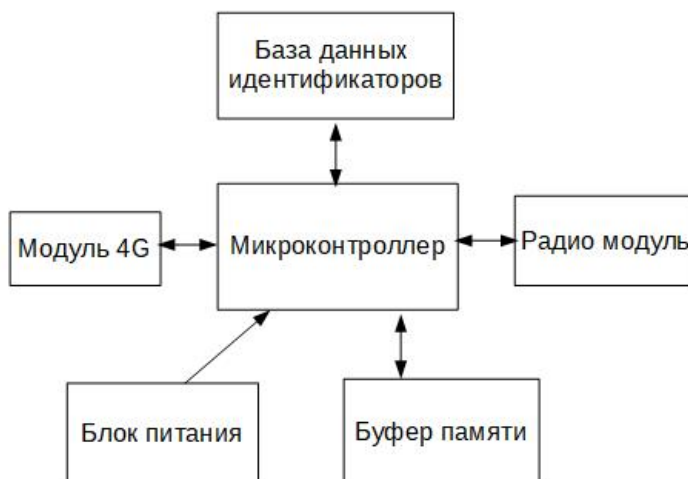 База данных
идентификаторов
Модуль 4G
Микроконтроллер
Радио модуль
Блок питания
Буфер памяти